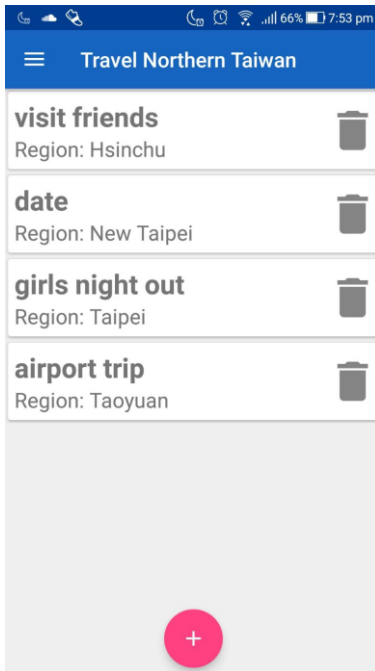 66% 7:53 pm
Travel Northern Taiwan
visit friends
Region: Hsinchu
date
Region: New Taipei
girls night out
Region: Taipei
airport trip
Region: Taoyuan
+